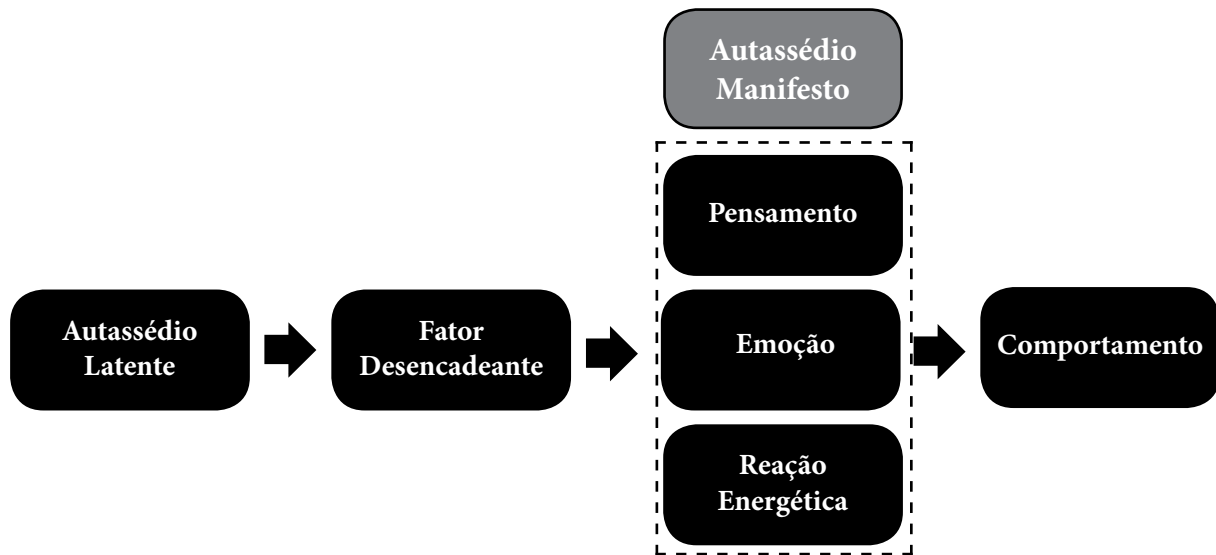 Autassédio
Manifesto
Pensamento
Autassédio
Latente
Fator
Desencadeante
Emoção
Comportamento
Reação
Energética